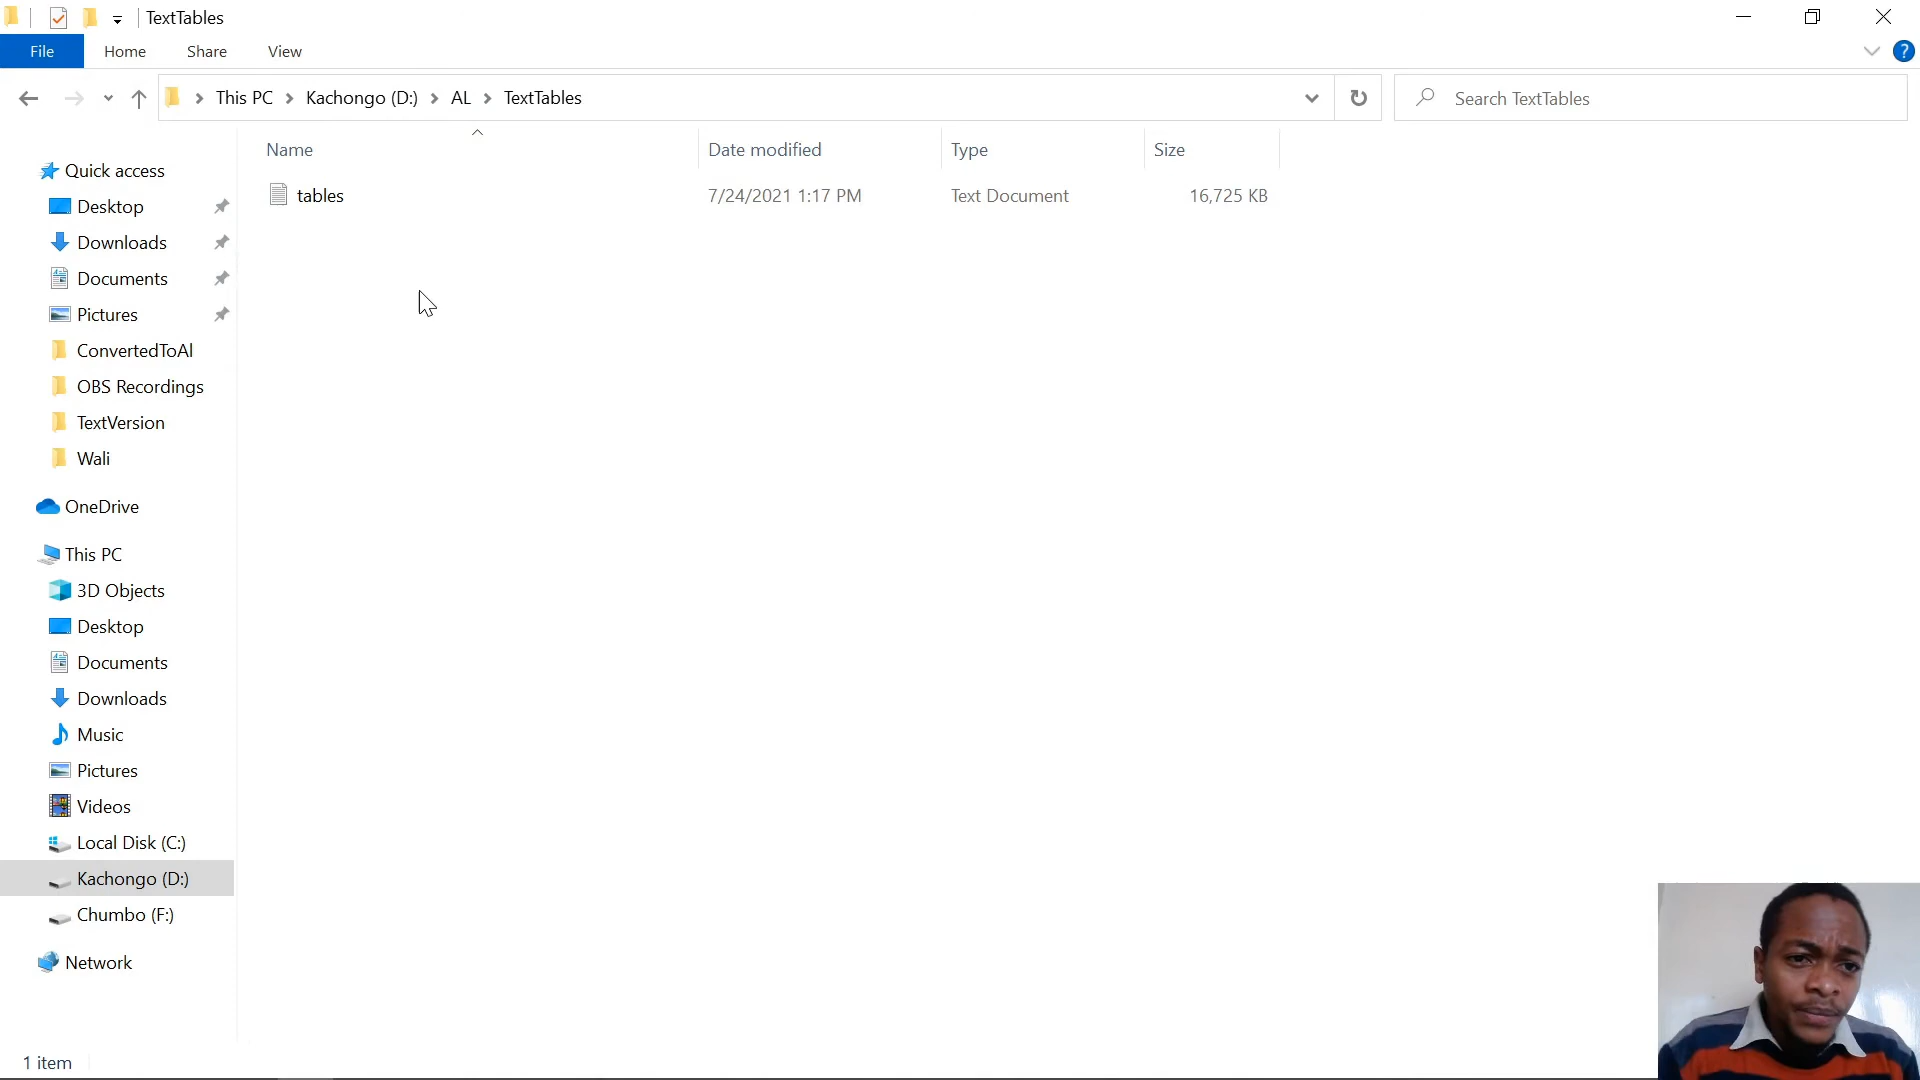 TextTables
File Home Share View ?
This PC Kachongo (D:) AL TextTables Search TextTables
Name Date modified Type Size
tables 7/24/2021 1:17 PM Text Document 16,725 KB
Quick access
Desktop
Downloads
Documents
Pictures
ConvertedToAl
OBS Recordings
TextVersion
Wali
OneDrive
This PC
3D Objects
Desktop
Documents
Downloads
Music
Pictures
Videos
Local Disk (C:)
Kachongo (D:)
Chumbo (F:)
Network
1 item